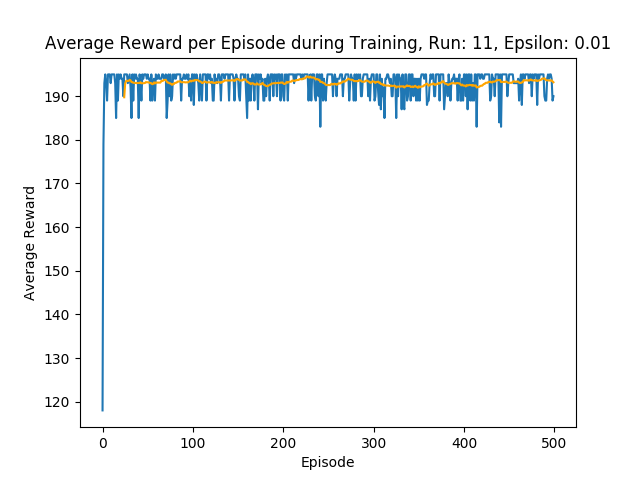 Average Reward per Episode during Training, Run: 11, Epsilon: 0.01
Average Reward
190
180
170
160
150
140
130
120
0 100 200 300 400 500
Episode